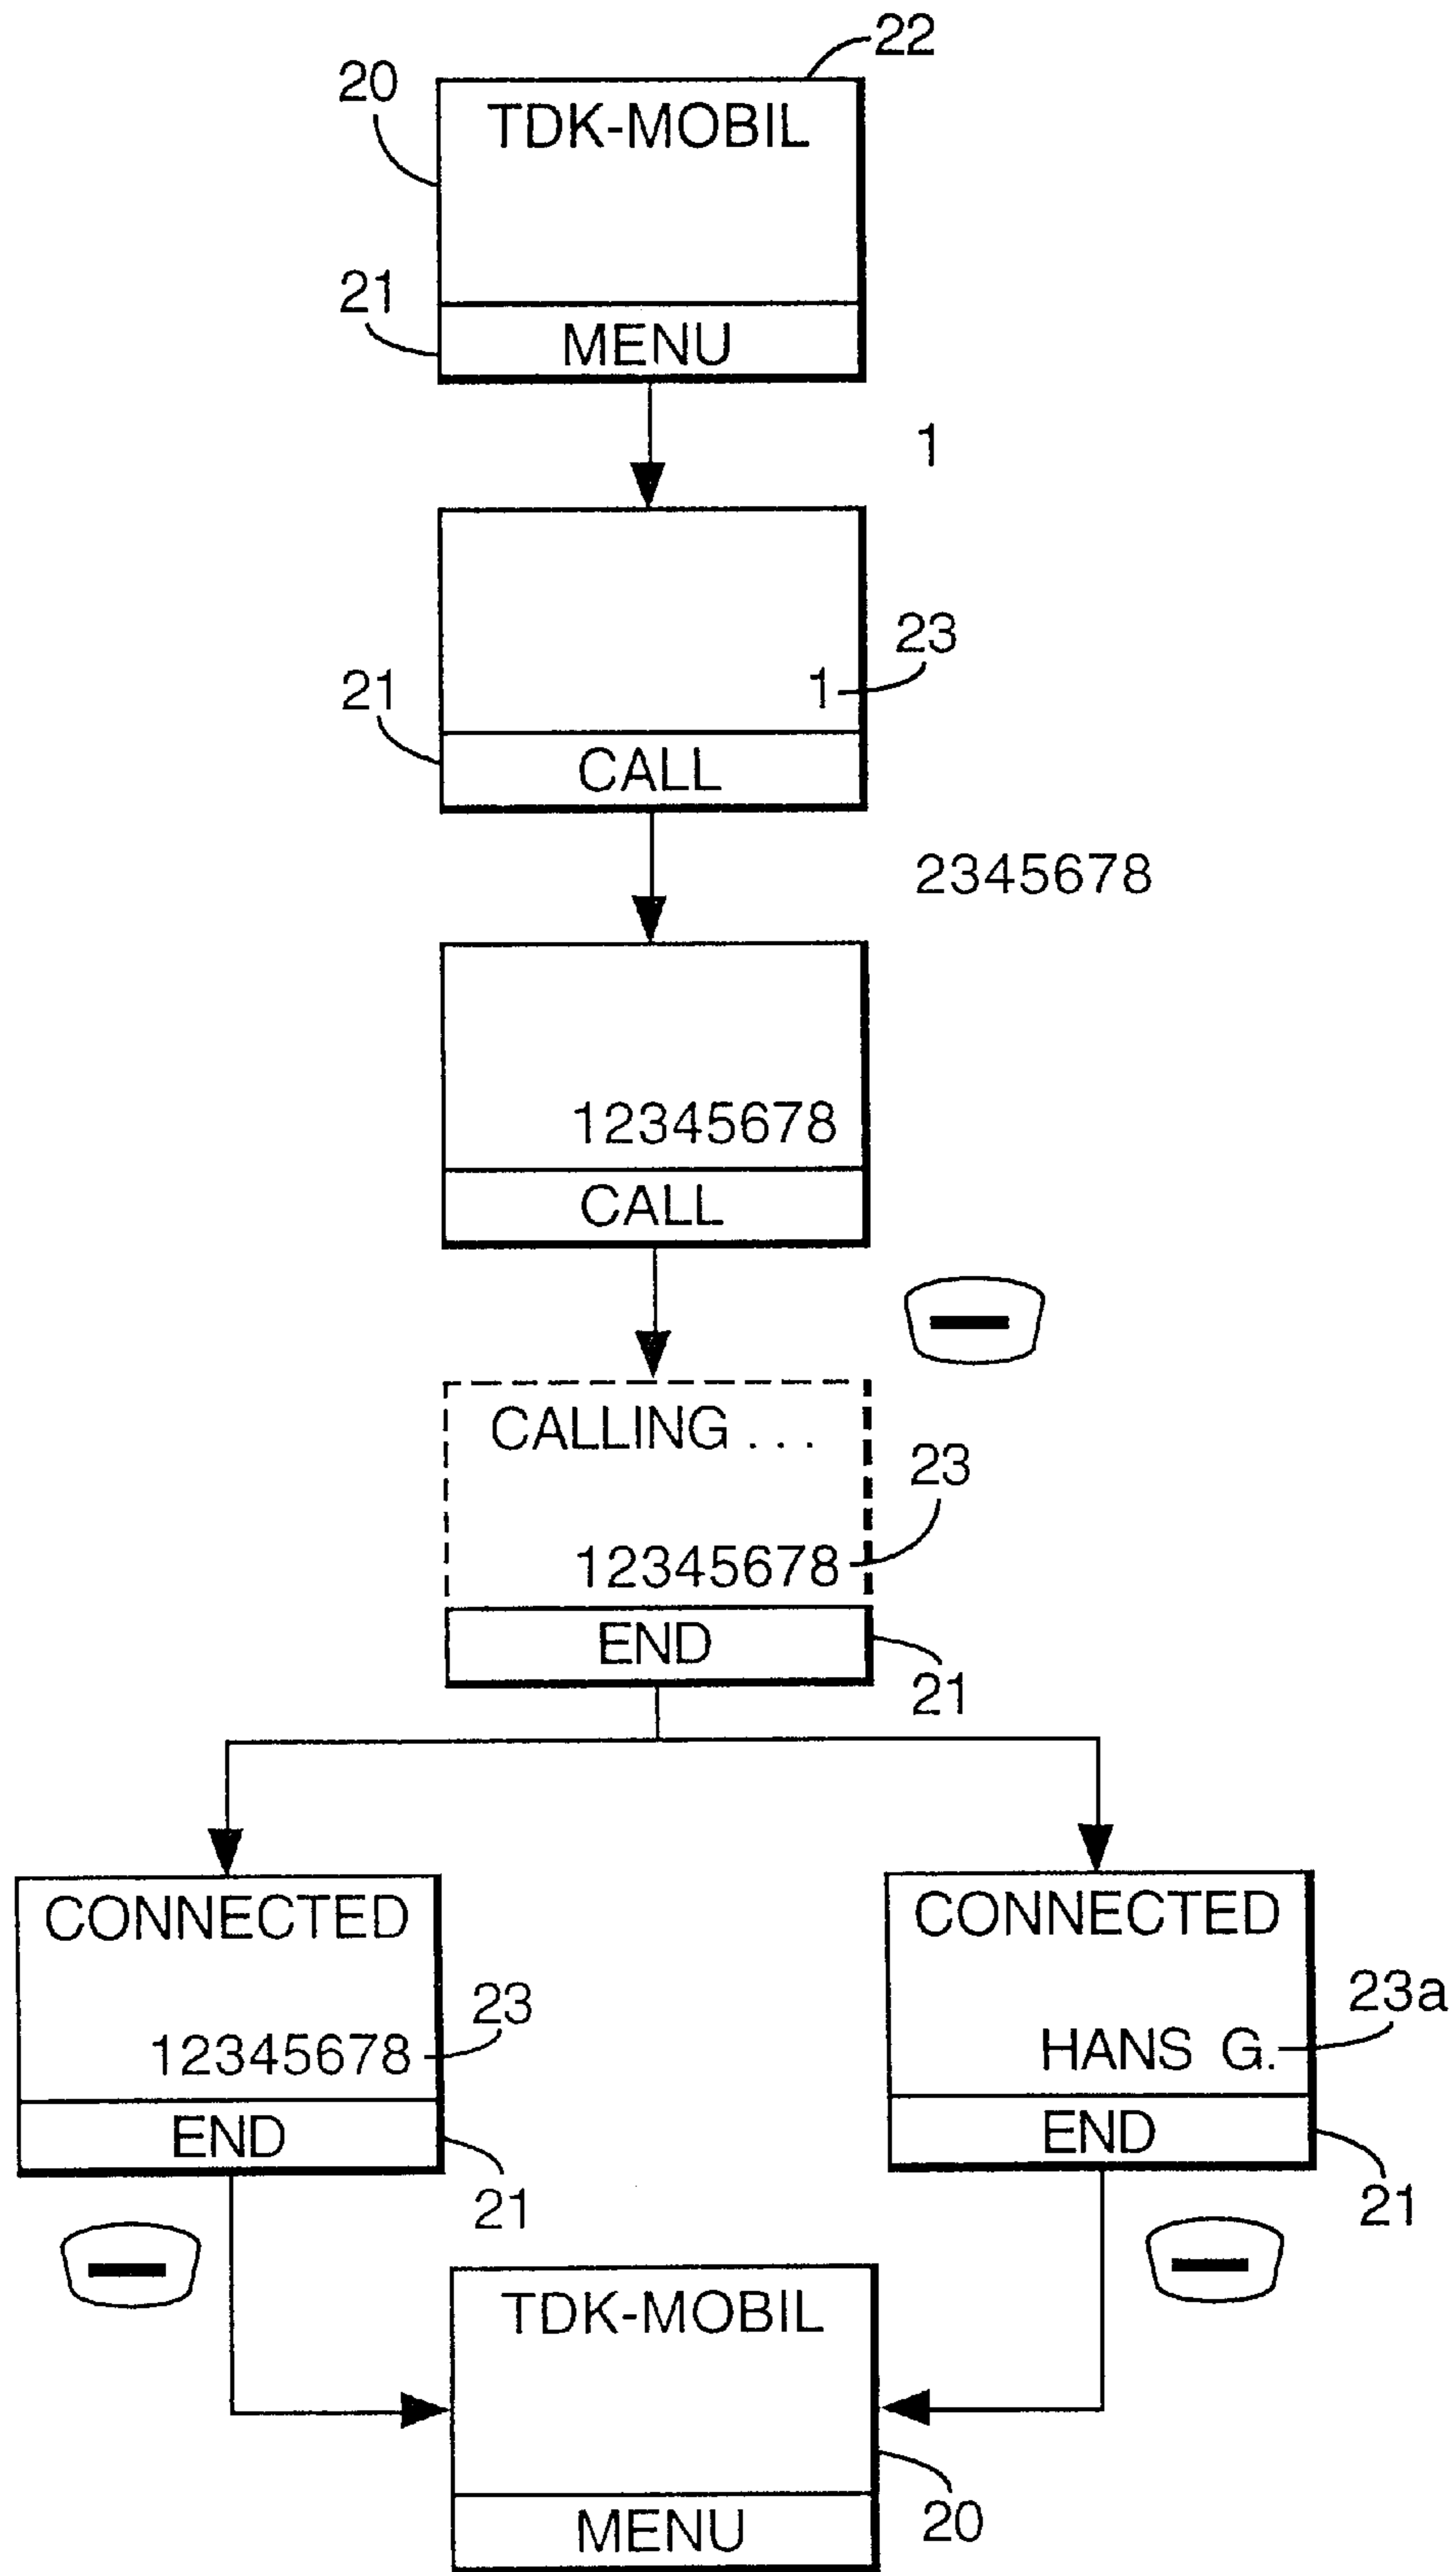 22
20
TDK-MOBIL
21
MENU
1
23
1
21
CALL
2345678
12345678
CALL
CALLING . . .
23
12345678
END
21
CONNECTED
CONNECTED
23
23a
12345678
HANS G.
END
END
21
21
TDK-MOBIL
20
MENU